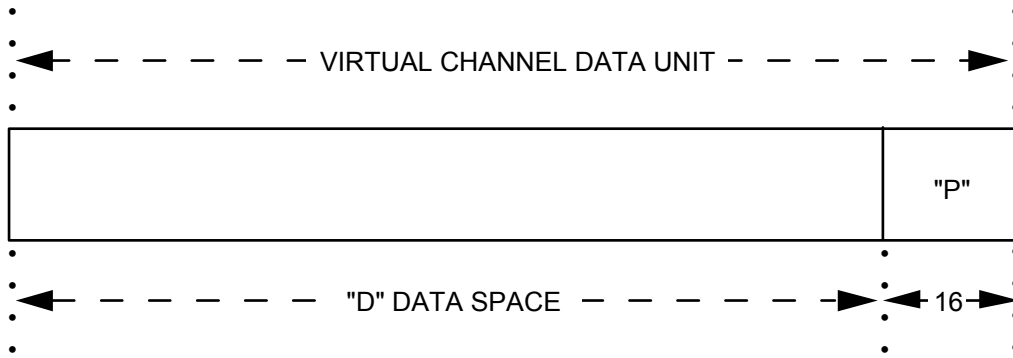 VIRTUAL CHANNEL DATA UNIT
"P"
"D" DATA SPACE
16